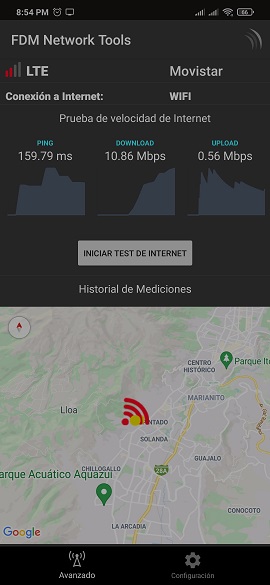 8:54 PM
66
FDM Network Tools
LTE
Movistar
Conexión a Internet:
WIFI
Prueba de velocidad de Internet
PING
DOWNLOAD
UPLOAD
159.79 ms
10.86 Mbps
0.56 Mbps
INICIAR TEST DE INTERNET
Historial de Mediciones
CENTRO
HISTÓRICO
Parque It
MARIANITO
Lloa
NTADO
SOLANDA
GUAJALO
CHILLOGALLO
28A
Parque Acuático Aquazul
CONOCOTO
LA ARCADIA
Google
Avanzado
Configuración